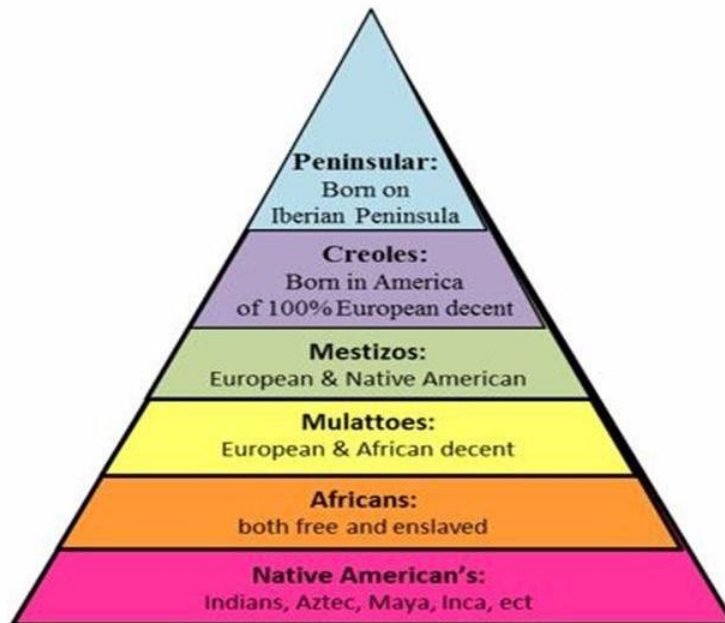 Peninsular:
Born on
Iberian Peninsula
Creoles:
Born in America
of 100% European decent
Mestizos:
European & Native American
Mulattoes:
European & African decent
Africans:
both free and enslaved
Native American's:
Indians, Aztec, Maya, Inca, ect